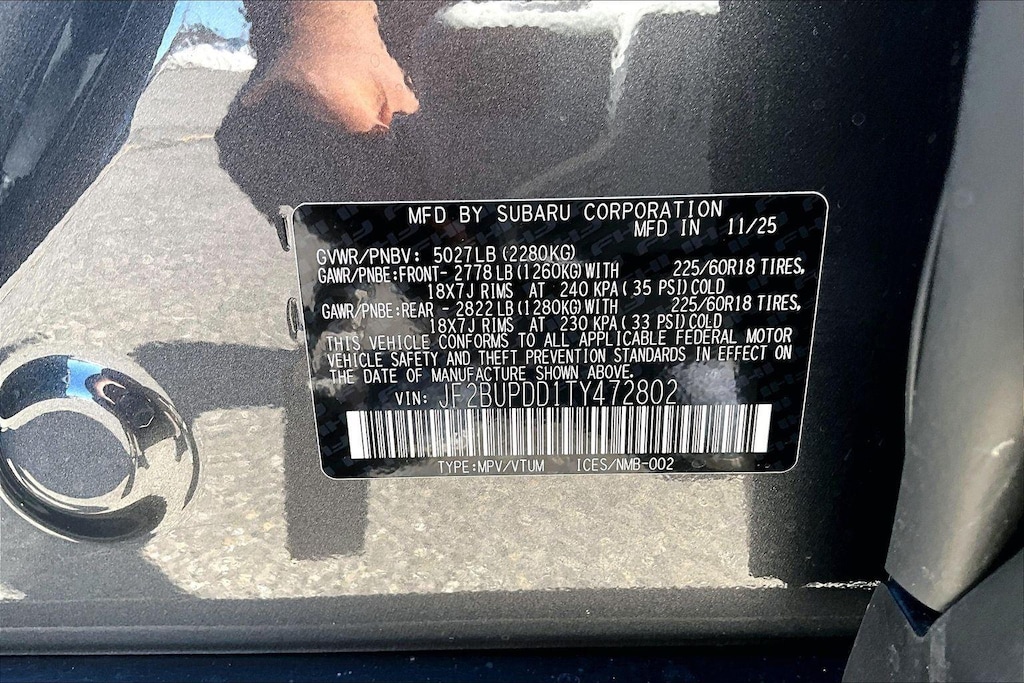 MFD BY SUBARU CORPORATION
MFD IN 11/25
GVWR/PNBV: 5027LB (2280KG)
GAWR/PNBE:FRONT- 2778 LB (1260KG) WITH 225/60R18 TIRES,
18X7J RIMS AT 240 KPA ( 35 PSI) COLD
GAWR/PNBE:REAR - 2822 LB (1280KG) WITH 225/60R18 TIRES,
18X7J RIMS AT 230 KPA ( 33 PSI) COLD
THIS VEHICLE CONFORMS TO ALL APPLICABLE FEDERAL MOTOR
VEHICLE SAFETY AND THEFT PREVENTION STANDARDS IN EFFECT ON
THE DATE OF MANUFACTURE SHOWN ABOVE.
VIN: JF2BUPDD1TY472802
TYPE:MPV/VTUM ICES/NMB-002